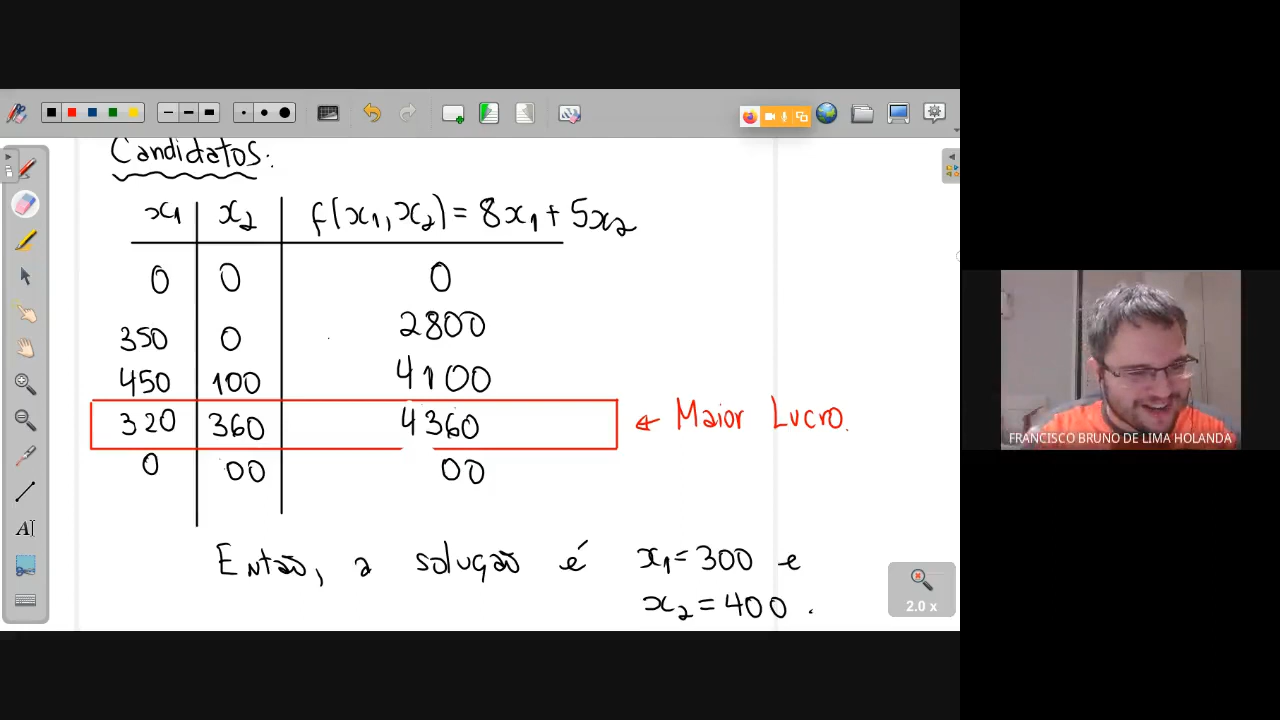 Candidatos:
x1 x2 f(x1,x2)=8x1+5x2
0 0 0
350 0 2800
450 100 4100
320 360 4360 ← Maior Lucro.
0 00 00
Então, a solução é x1=300 e
x2=400.
2.0 x
FRANCISCO BRUNO DE LIMA HOLANDA